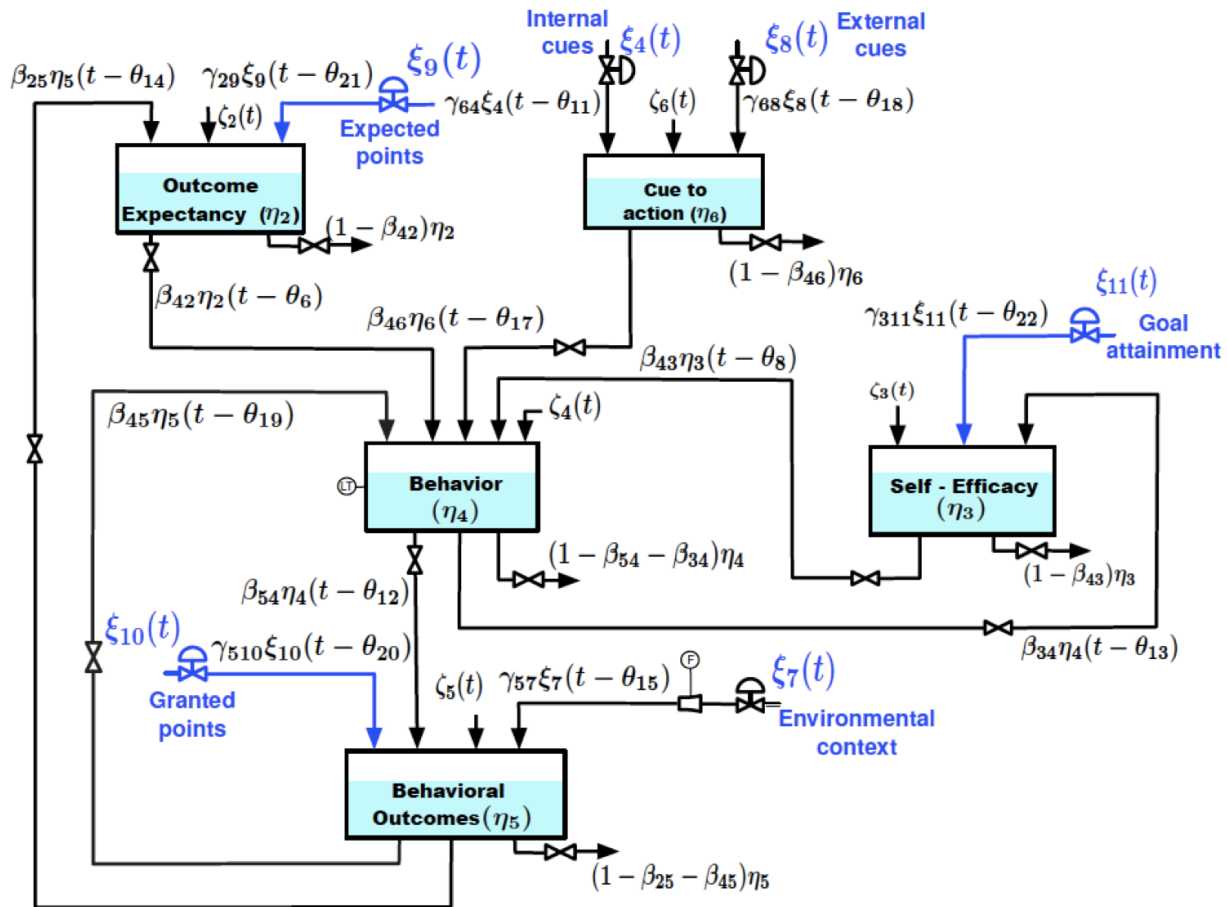 Internal
cues
ξ4(t)
ξ8(t)
External
cues
β25η5(t − θ14)
γ29ξ9(t − θ21)
ξ9(t)
ζ2(t)
Expected
points
γ64ξ4(t − θ11)
ζ6(t)
γ68ξ8(t − θ18)
Outcome
Expectancy (η2)
Cue to
action (η6)
(1 − β42)η2
(1 − β46)η6
β42η2(t − θ6)
β46η6(t − θ17)
ξ11(t)
γ311ξ11(t − θ22)
Goal
attainment
β43η3(t − θ8)
β45η5(t − θ19)
ζ4(t)
ζ3(t)
LT
Behavior
(η4)
Self - Efficacy
(η3)
(1 − β54 − β34)η4
(1 − β43)η3
β54η4(t − θ12)
β34η4(t − θ13)
ξ10(t)
γ510ξ10(t − θ20)
Granted
points
ζ5(t)
γ57ξ7(t − θ15)
F
ξ7(t)
Environmental
context
Behavioral
Outcomes(η5)
(1 − β25 − β45)η5